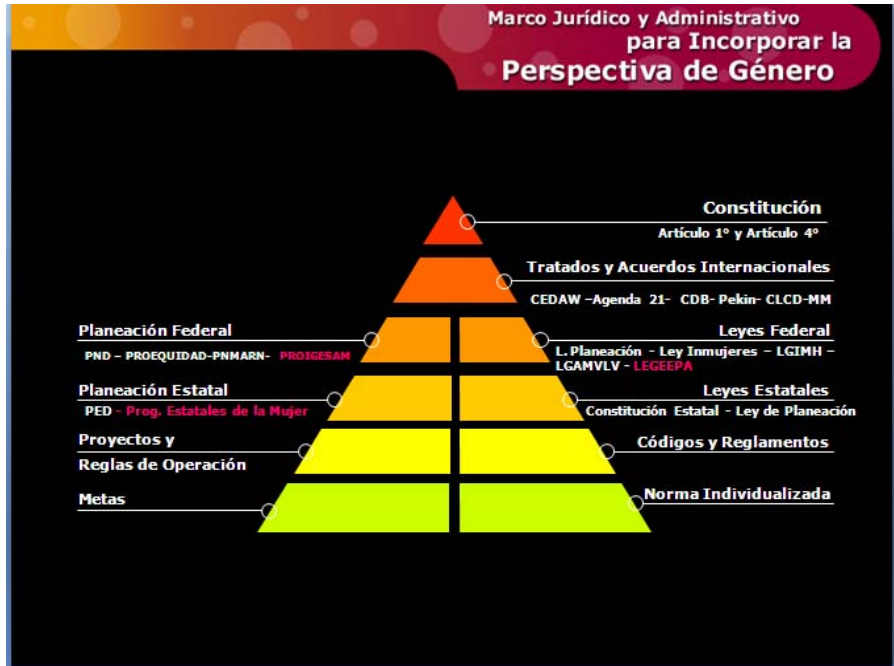 Marco Jurídico y Administrativo
para Incorporar la
Perspectiva de Género
Constitución
Artículo 1º y Artículo 4º
Tratados y Acuerdos Internacionales
CEDAW –Agenda 21- CDB- Pekin- CLCD-MM
Planeación Federal
PND – PROEQUIDAD-PNMARN- PROIGESAM
Leyes Federal
L. Planeación - Ley Inmujeres – LGIMH –
LGAMVLV - LEGEEPA
Planeación Estatal
PED - Prog. Estatales de la Mujer
Leyes Estatales
Constitución Estatal - Ley de Planeación
Proyectos y
Reglas de Operación
Códigos y Reglamentos
Metas
Norma Individualizada